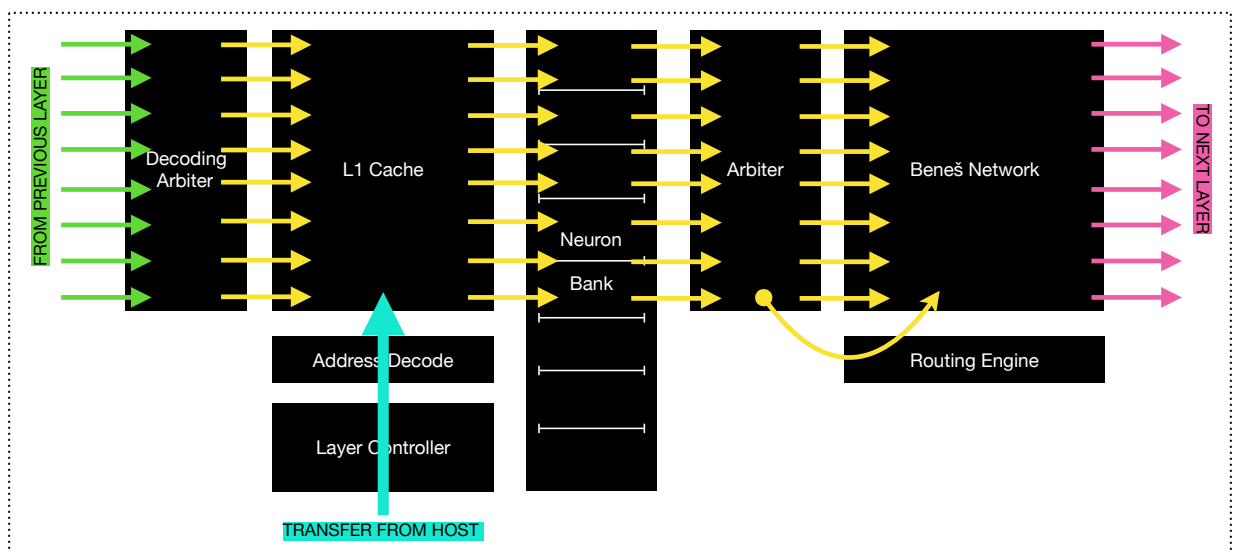 FROM PREVIOUS LAYER
Decoding
Arbiter
L1 Cache
Neuron
Bank
Arbiter
Beneš Network
TO NEXT LAYER
Address Decode
Routing Engine
Layer Controller
TRANSFER FROM HOST